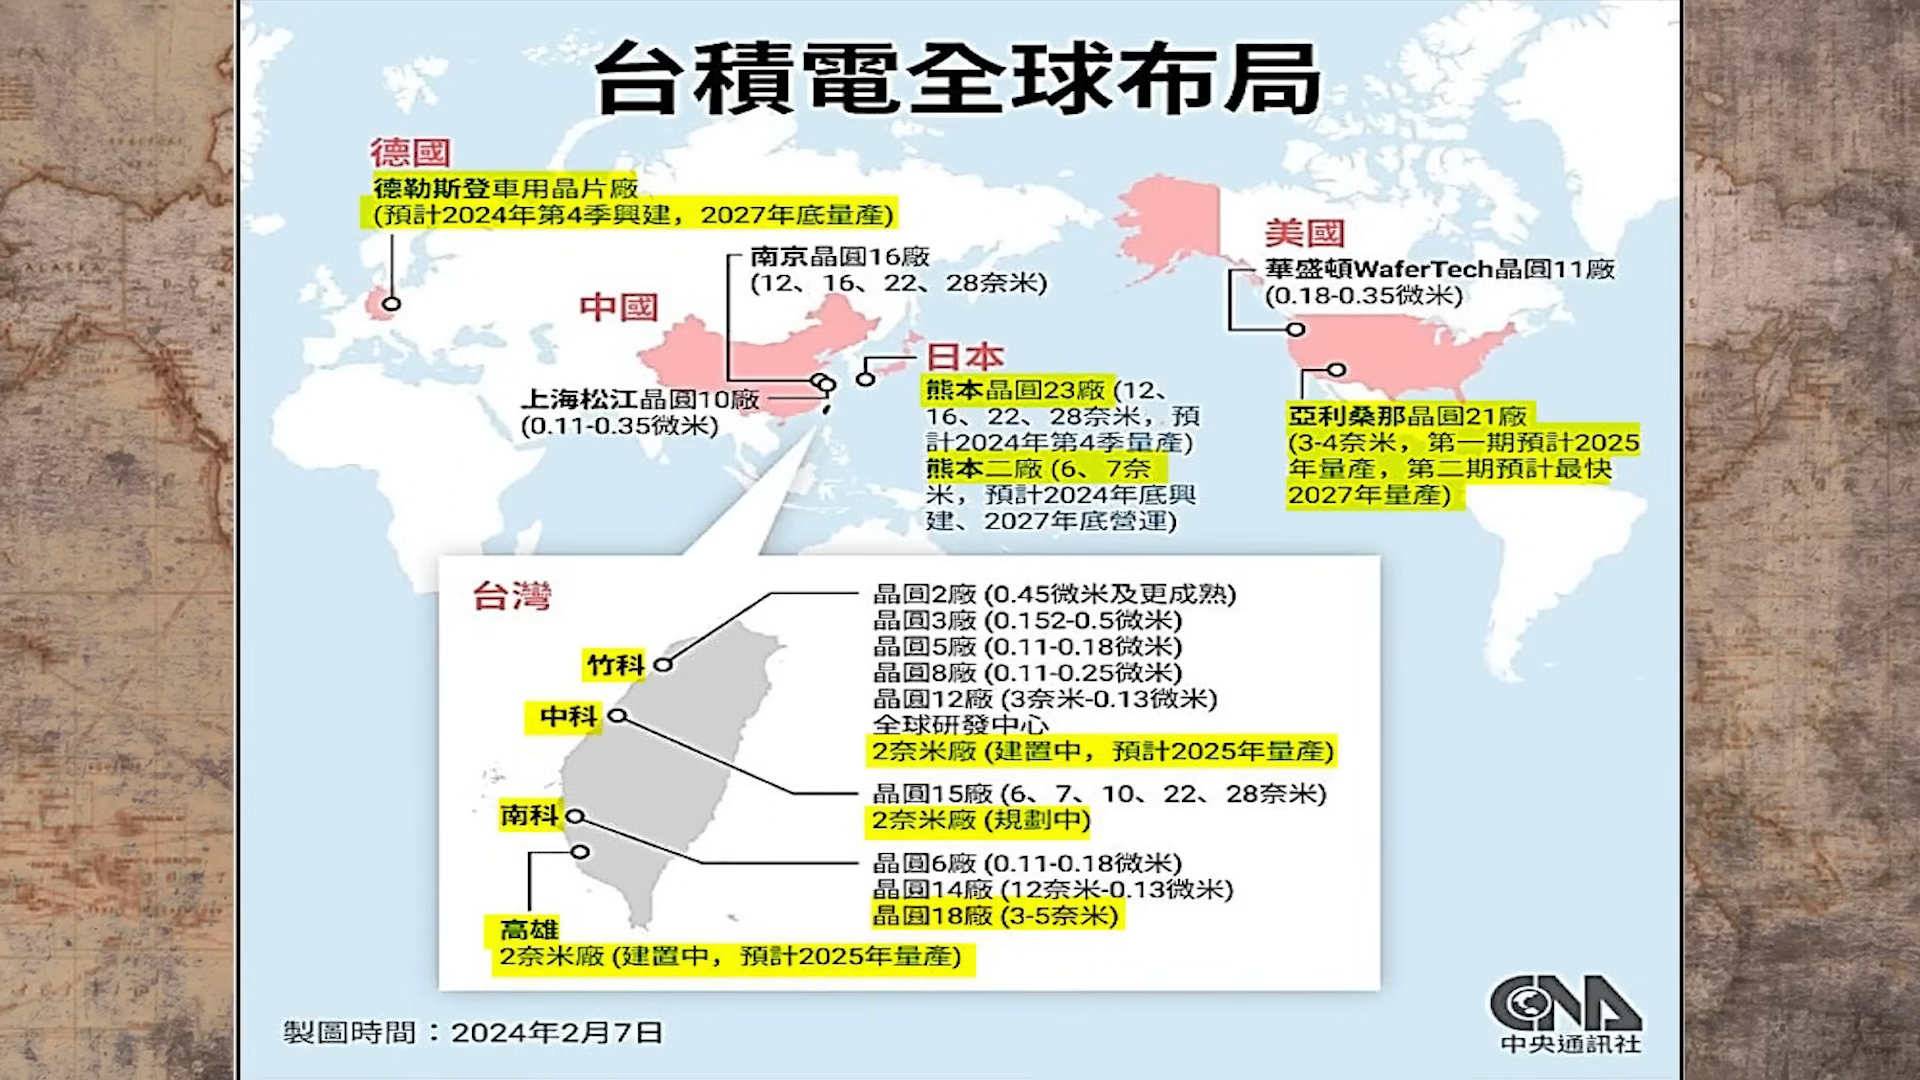 台積電全球布局
德國
德勒斯登車用晶片廠
(預計2024年第4季興建，2027年底量產)
中國
南京晶圓16廠
(12、16、22、28奈米)
上海松江晶圓10廠
(0.11-0.35微米)
日本
熊本晶圓23廠 (12、
16、22、28奈米，預
計2024年第4季量產)
熊本二廠 (6、7奈
米，預計2024年底興
建、2027年底營運)
美國
華盛頓WaferTech晶圓11廠
(0.18-0.35微米)
亞利桑那晶圓21廠
(3-4奈米，第一期預計2025
年量產，第二期預計最快
2027年量產)
台灣
竹科
晶圓2廠 (0.45微米及更成熟)
晶圓3廠 (0.152-0.5微米)
晶圓5廠 (0.11-0.18微米)
晶圓8廠 (0.11-0.25微米)
晶圓12廠 (3奈米-0.13微米)
全球研發中心
2奈米廠 (建置中，預計2025年量產)
中科
晶圓15廠 (6、7、10、22、28奈米)
2奈米廠 (規劃中)
南科
晶圓6廠 (0.11-0.18微米)
晶圓14廠 (12奈米-0.13微米)
晶圓18廠 (3-5奈米)
高雄
2奈米廠 (建置中，預計2025年量產)
製圖時間：2024年2月7日
CNA
中央通訊社